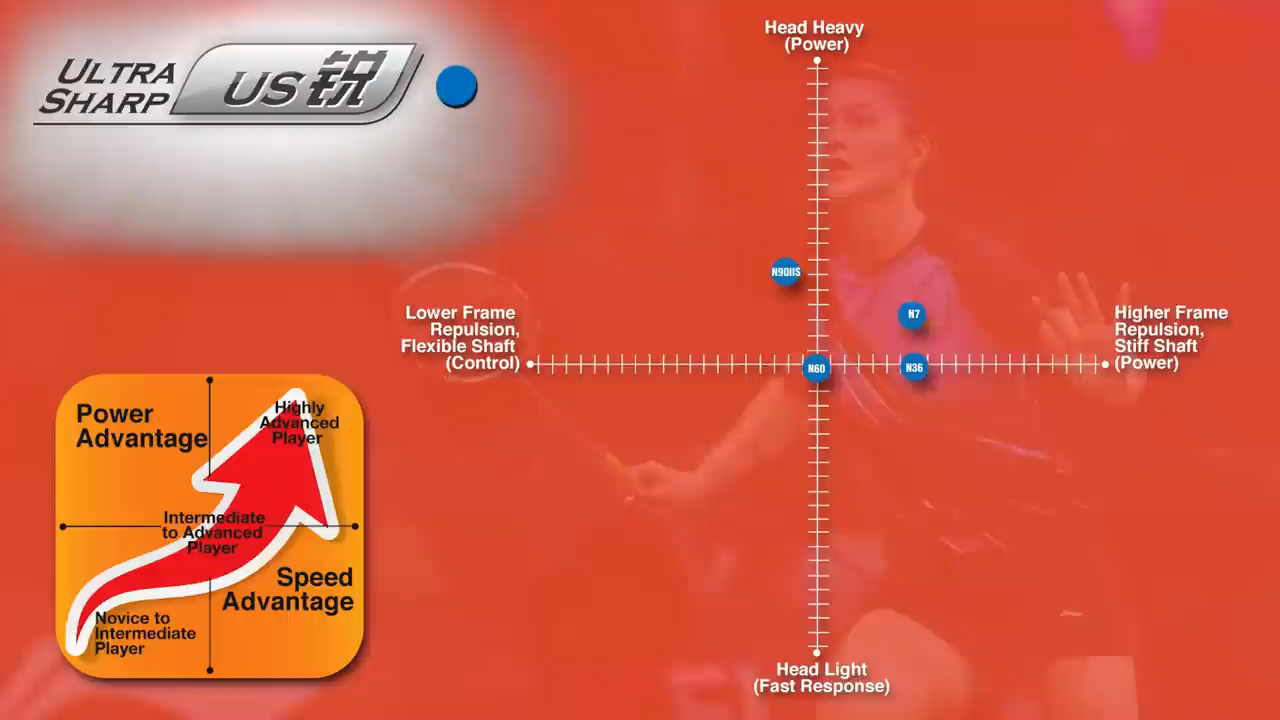 ULTRA
SHARP
US锐
Head Heavy
(Power)
N90IIS
N7
Lower Frame
Repulsion,
Flexible Shaft
(Control)
Higher Frame
Repulsion,
Stiff Shaft
(Power)
N60
N36
Power
Advantage
Highly
Advanced
Player
Intermediate
to Advanced
Player
Speed
Advantage
Novice to
Intermediate
Player
Head Light
(Fast Response)